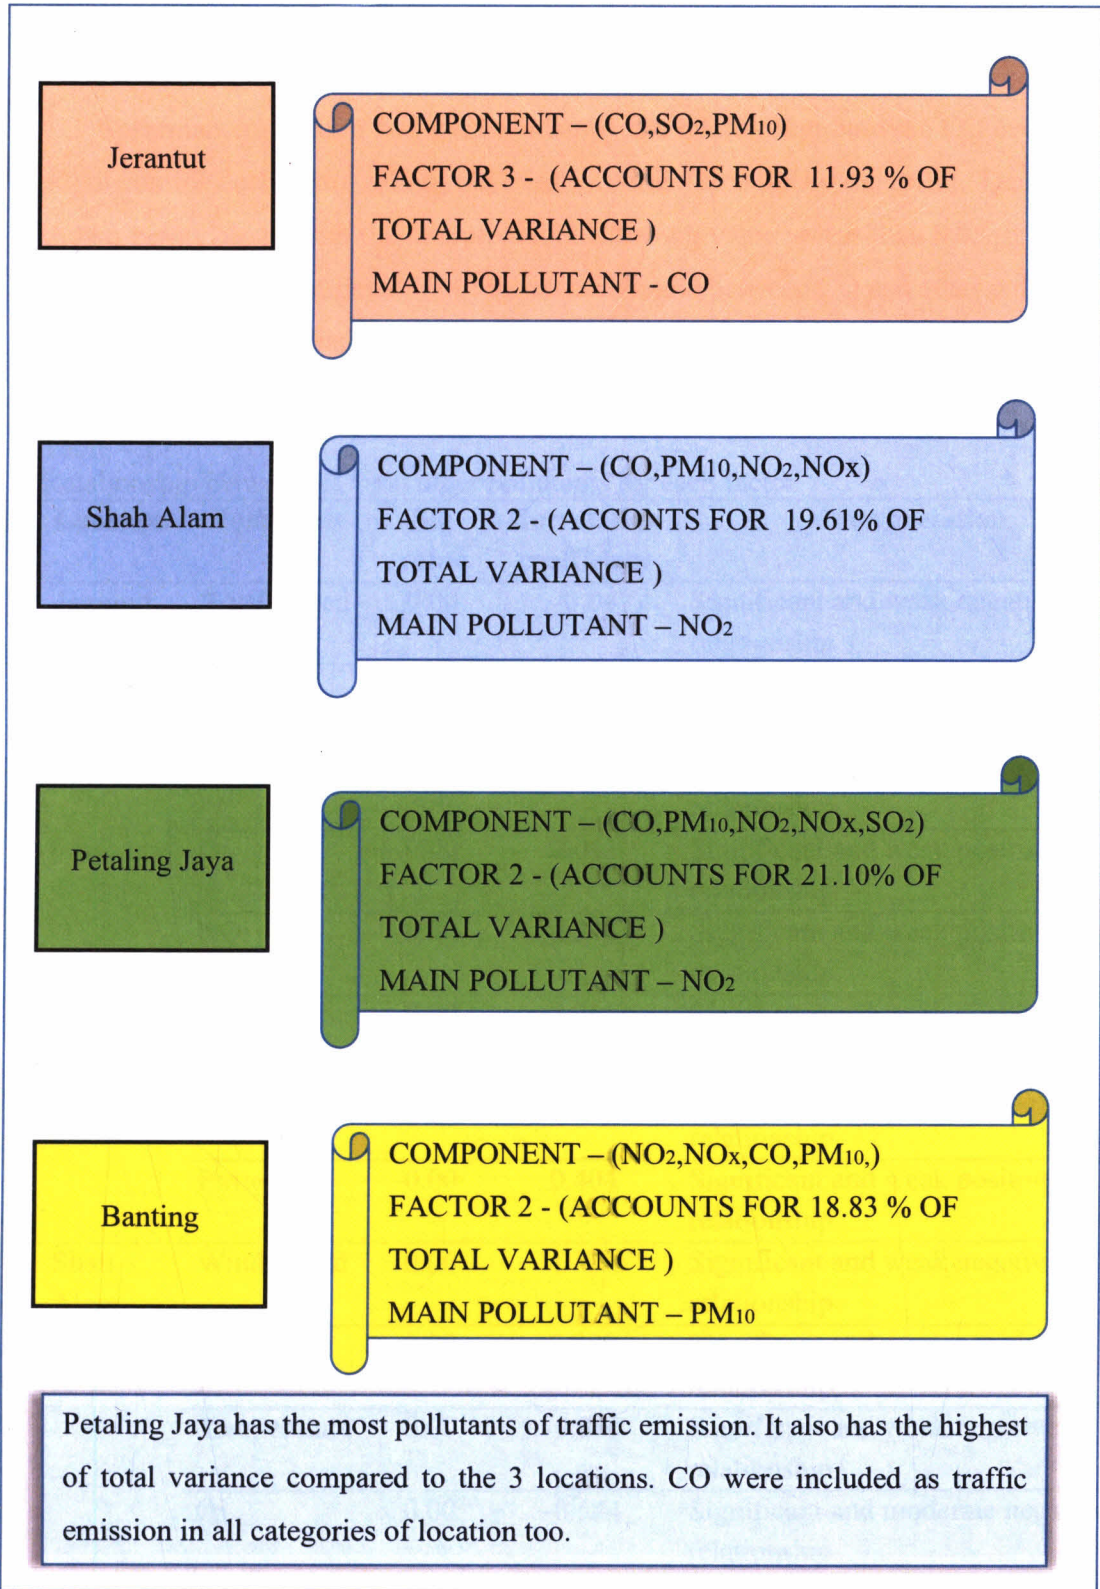 Jerantut
COMPONENT – (CO,SO2,PM10)
FACTOR 3 - (ACCOUNTS FOR 11.93 % OF
TOTAL VARIANCE )
MAIN POLLUTANT - CO
Shah Alam
COMPONENT – (CO,PM10,NO2,NOx)
FACTOR 2 - (ACCONTS FOR 19.61% OF
TOTAL VARIANCE )
MAIN POLLUTANT – NO2
Petaling Jaya
COMPONENT – (CO,PM10,NO2,NOx,SO2)
FACTOR 2 - (ACCOUNTS FOR 21.10% OF
TOTAL VARIANCE )
MAIN POLLUTANT – NO2
Banting
COMPONENT – (NO2,NOx,CO,PM10,)
FACTOR 2 - (ACCOUNTS FOR 18.83 % OF
TOTAL VARIANCE )
MAIN POLLUTANT – PM10
Petaling Jaya has the most pollutants of traffic emission. It also has the highest
of total variance compared to the 3 locations. CO were included as traffic
emission in all categories of location too.